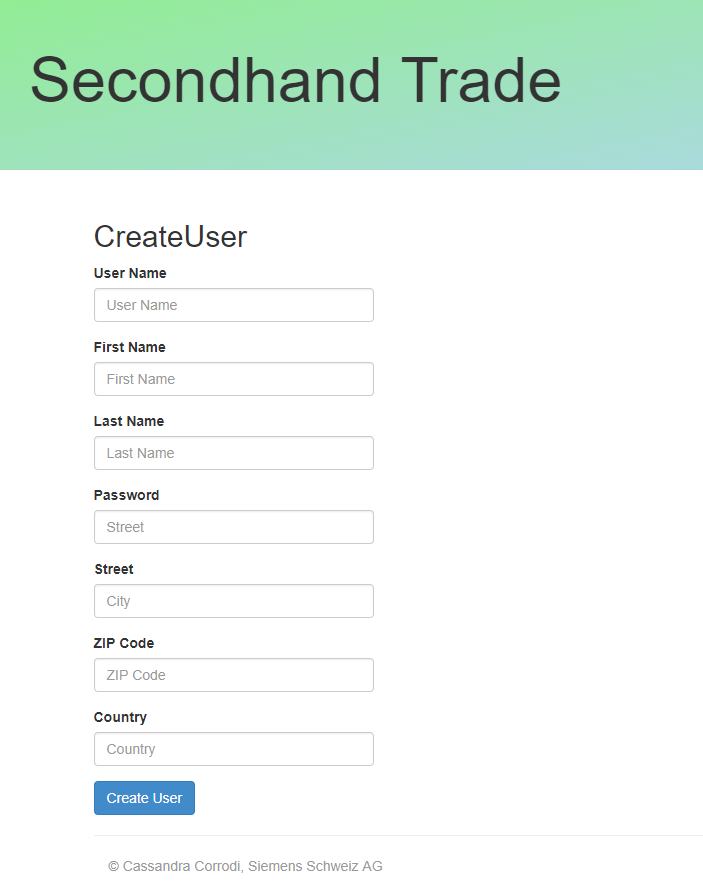 Secondhand Trade
CreateUser
User Name
User Name
First Name
First Name
Last Name
Last Name
Password
Street
Street
City
ZIP Code
ZIP Code
Country
Country
Create User
© Cassandra Corrodi, Siemens Schweiz AG